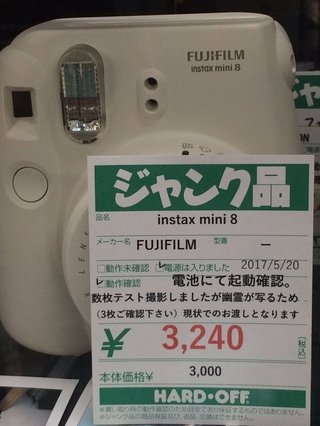 FUJIFILM
instax mini 8
ジャンク品
品名
instax mini 8
メーカー名 FUJIFILM 型番 ー
□動作未確認 ☑電源は入りました 2017/5/20
☑動作確認 電池にて起動確認。
数枚テスト撮影しましたが幽霊が写るため
(3枚ご確認下さい)現状でのお渡しとなります
¥ 3,240 [税込]
本体価格¥ 3,000
HARD・OFF
LENS